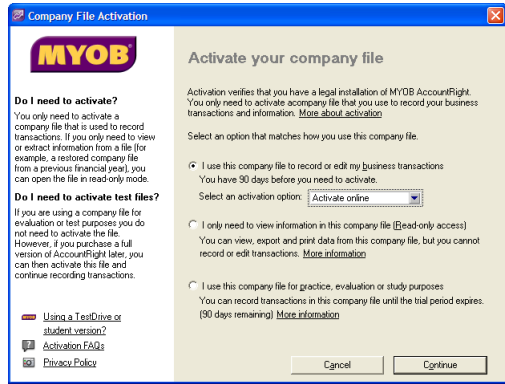 Company File Activation
MYOB
Do I need to activate?
You only need to activate a
company file that is used to record
transactions. If you only need to view
or extract information from a file (for
example, a restored company file
from a previous financial year), you
can open the file in read-only mode.
Do I need to activate test files?
If you are using a company file for
evaluation or test purposes you do
not need to activate the file.
However, if you purchase a full
version of AccountRight later, you
can then activate this file and
continue recording transactions.
Using a TestDrive or
student version?
Activation FAQs
Privacy Policy
Activate your company file
Activation verifies that you have a legal installation of MYOB AccountRight.
You only need to activate acompany file that you use to record your business
transactions and information. More about activation
Select an option that matches how you use this company file.
I use this company file to record or edit my business transactions
You have 90 days before you need to activate.
Select an activation option: Activate online
I only need to view information in this company file (Read-only access)
You can view, export and print data from this company file, but you cannot
record or edit transactions. More information
I use this company file for practice, evaluation or study purposes
You can record transactions in this company file until the trial period expires.
(90 days remaining) More information
Cancel Continue